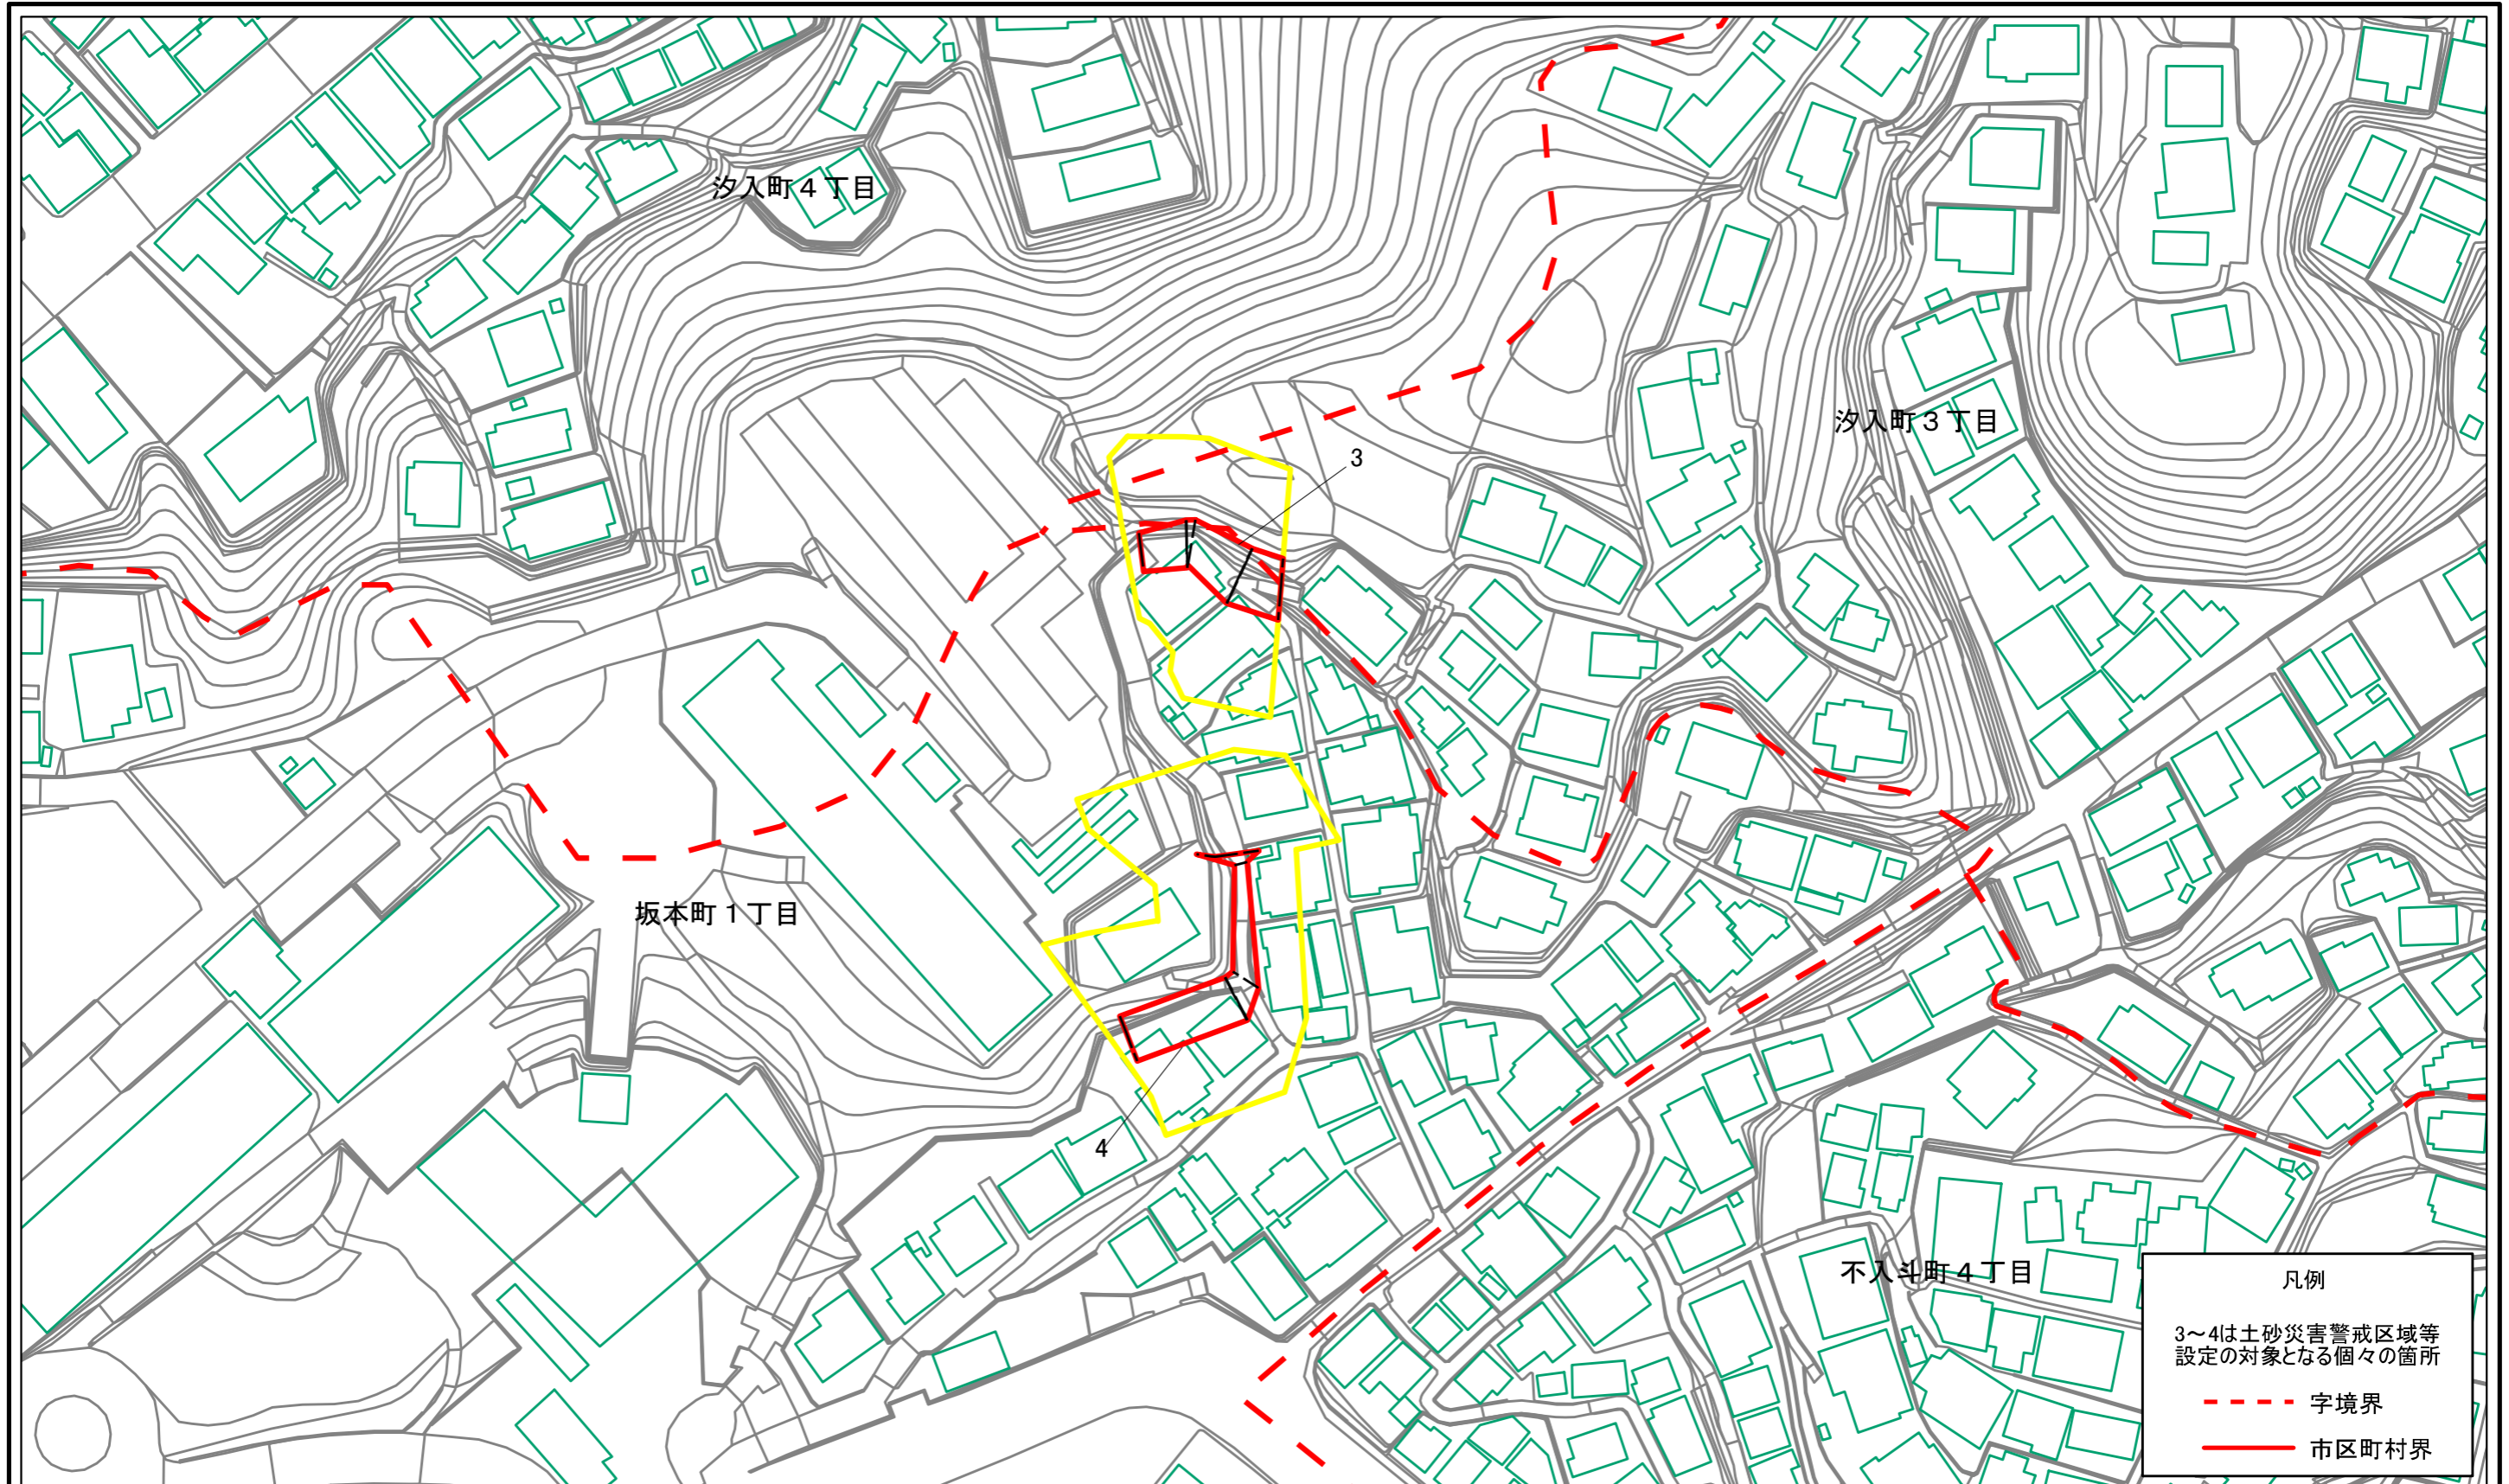 汐入町４丁目
汐入町３丁目
3
坂本町１丁目
4
不入斗町４丁目
凡例
3～4は土砂災害警戒区域等
設定の対象となる個々の箇所
字境界
市区町村界